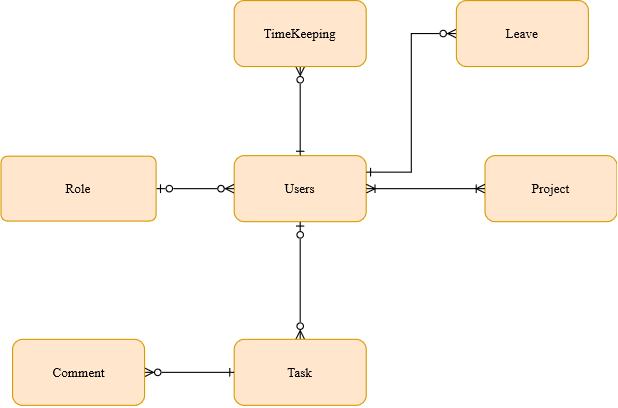 TimeKeeping
Leave
Role
Users
Project
Comment
Task